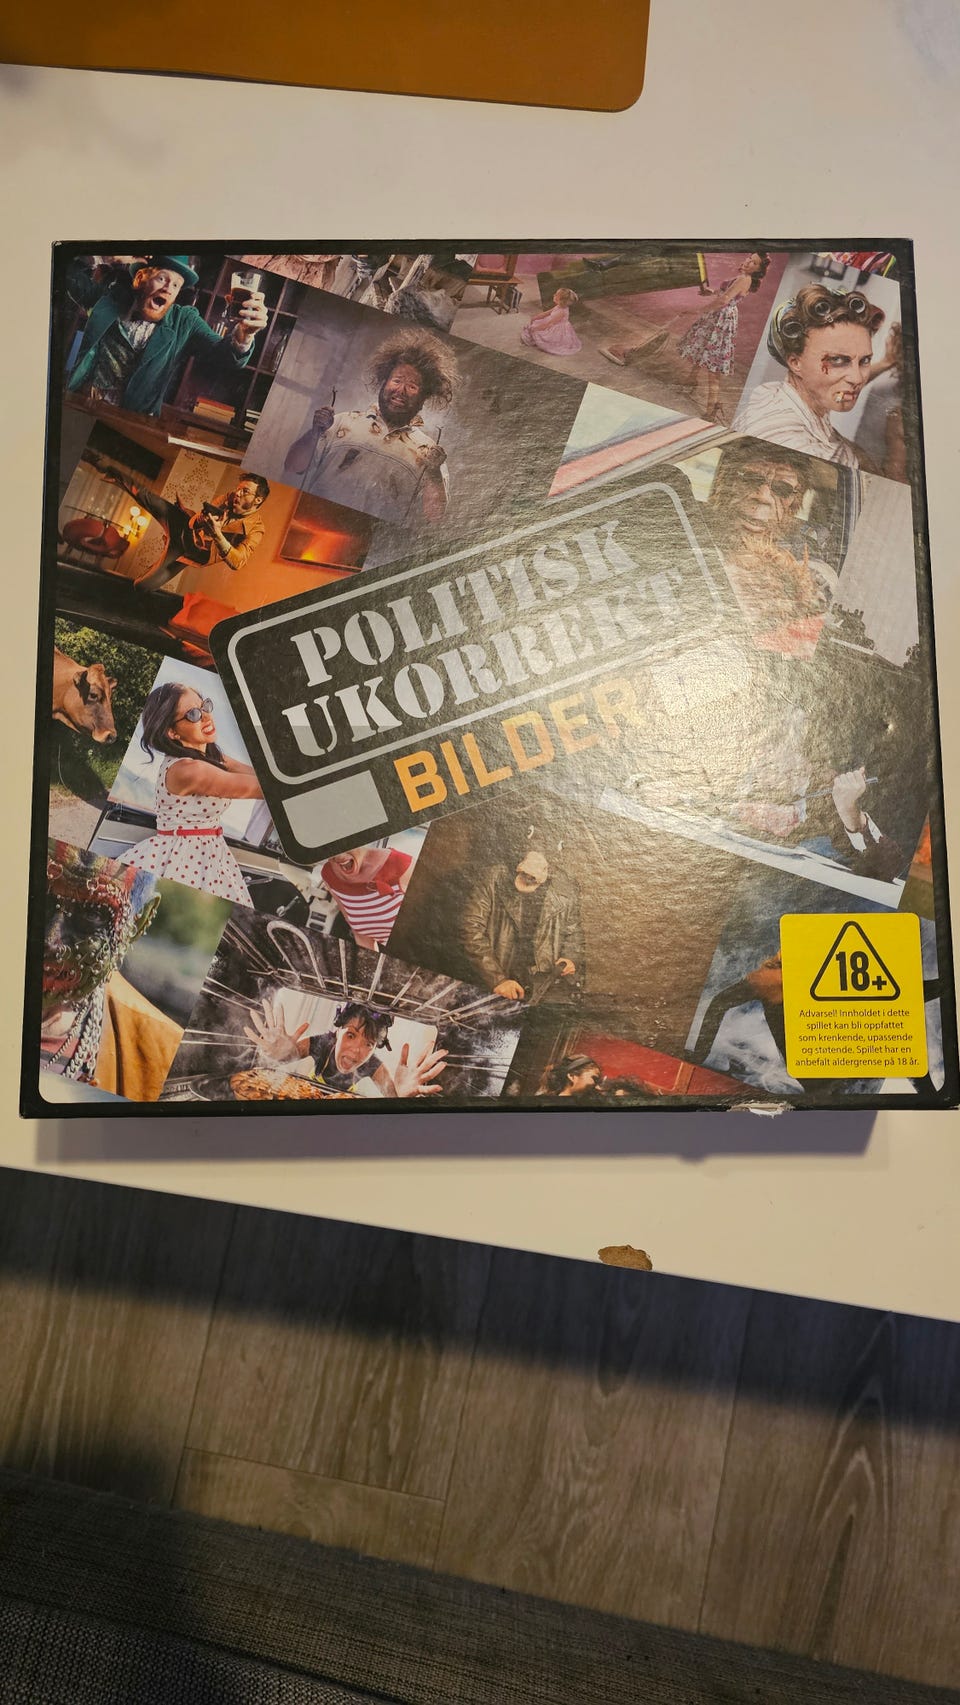 POLITISK
UKORREKT
BILDER
18+
Advarsel! Innholdet i dette
spillet kan bli oppfattet
som krenkende, upassende
og støtende. Spillet har en
anbefalt aldergrense på 18 år.